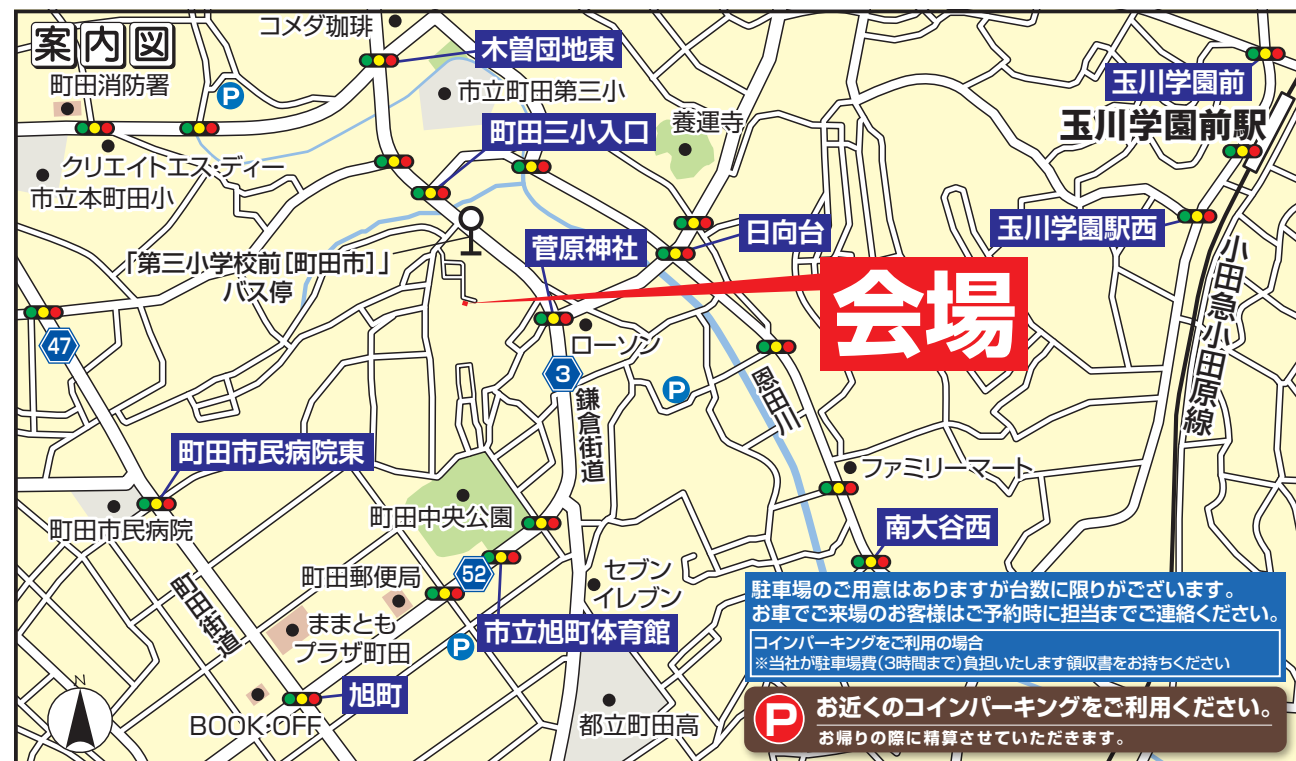 案内図
コメダ珈琲
木曽団地東
町田消防署
市立町田第三小
玉川学園前
玉川学園前駅
町田三小入口
養運寺
クリエイトエス・ディー
市立本町田小
菅原神社
日向台
玉川学園駅西
「第三小学校前[町田市]」
バス停
会場
小田急小田原線
47
ローソン
3
P
P
恩田川
鎌倉街道
町田市民病院東
ファミリーマート
町田市民病院
町田中央公園
南大谷西
町田街道
町田郵便局
52
セブン
イレブン
ままとも
プラザ町田
P
市立旭町体育館
旭町
BOOK・OFF
都立町田高
N
駐車場のご用意はありますが台数に限りがございます。
お車でご来場のお客様はご予約時に担当までご連絡ください。
コインパーキングをご利用の場合
※当社が駐車場費(3時間まで)負担いたします領収書をお持ちください
P お近くのコインパーキングをご利用ください。
お帰りの際に精算させていただきます。